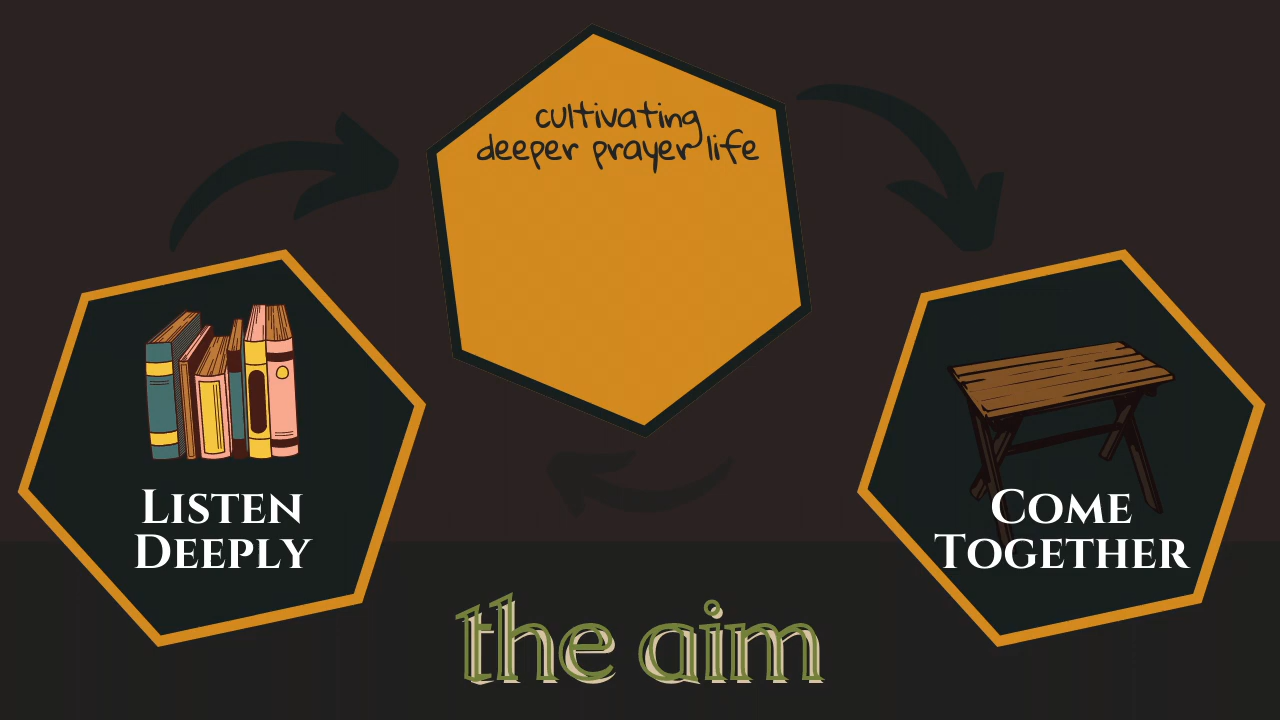 cultivating
deeper prayer life
Listen
Deeply
Come
Together
the aim